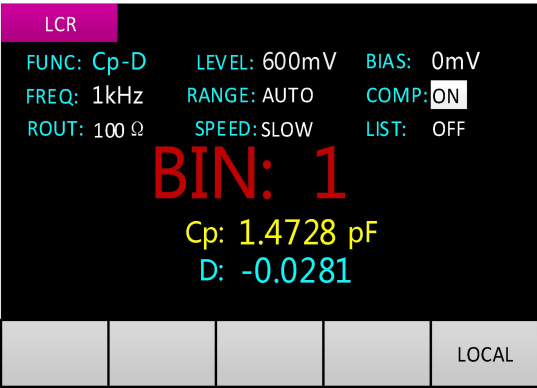 LCR
FUNC: Cp-D LEVEL: 600mV BIAS: 0mV
FREQ: 1kHz RANGE: AUTO COMP: ON
ROUT: 100 Ω SPEED: SLOW LIST: OFF
BIN: 1
Cp: 1.4728 pF
D: -0.0281
LOCAL